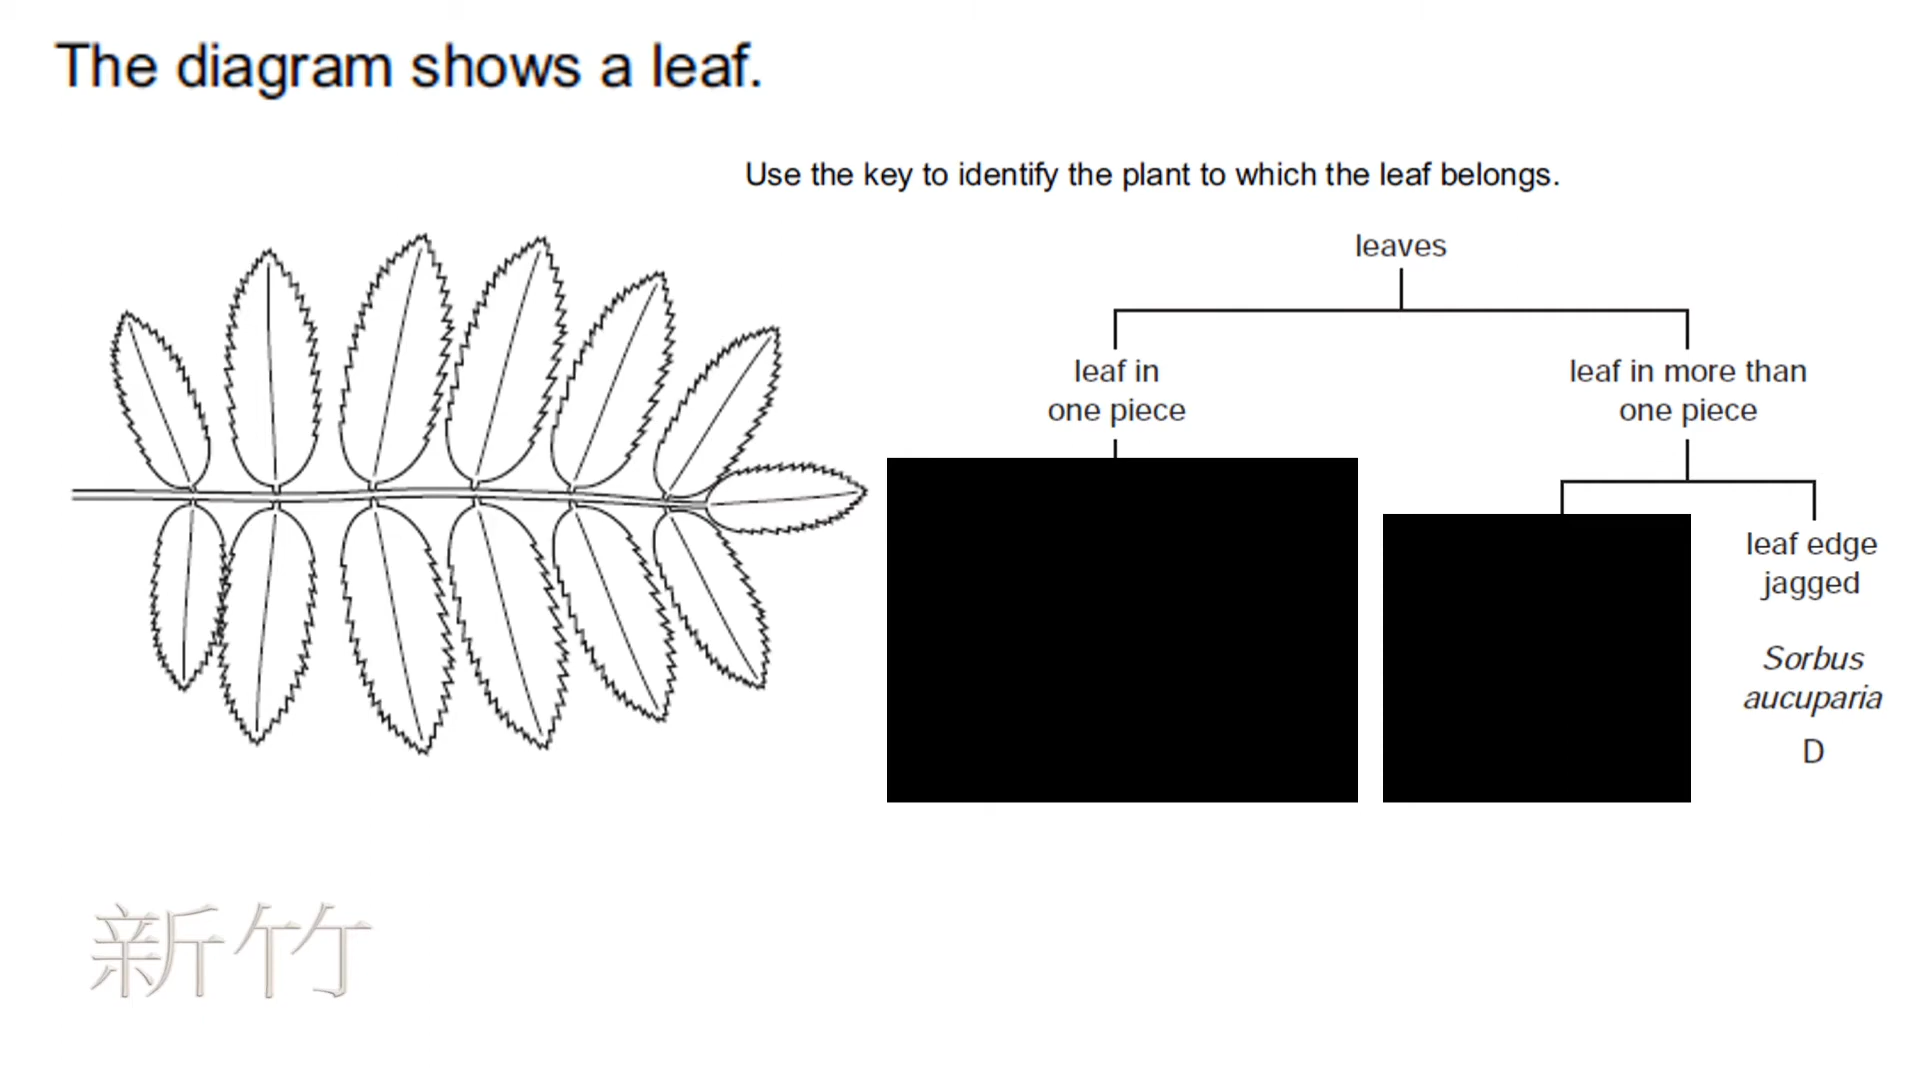 The diagram shows a leaf.
Use the key to identify the plant to which the leaf belongs.
leaves
leaf in
one piece
leaf in more than
one piece
leaf edge
jagged
Sorbus
aucuparia
D
新竹